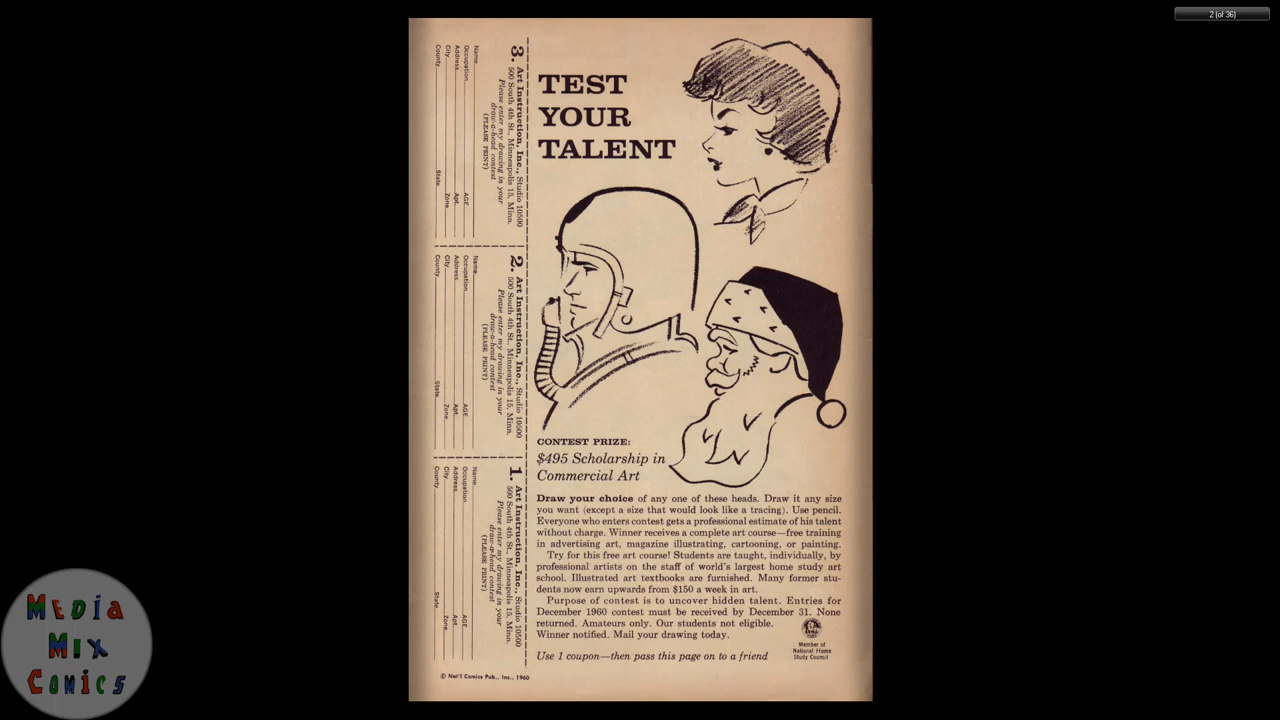 2 (of 36)
TEST
YOUR
TALENT
CONTEST PRIZE:
$495 Scholarship in
Commercial Art
Draw your choice of any one of these heads. Draw it any size
you want (except a size that would look like a tracing). Use pencil.
Everyone who enters contest gets a professional estimate of his talent
without charge. Winner receives a complete art course—free training
in advertising art, magazine illustrating, cartooning, or painting.
Try for this free art course! Students are taught, individually, by
professional artists on the staff of world's largest home study art
school. Illustrated art textbooks are furnished. Many former stu-
dents now earn upwards from $150 a week in art.
Purpose of contest is to uncover hidden talent. Entries for
December 1960 contest must be received by December 31. None
returned. Amateurs only. Our students not eligible.
Winner notified. Mail your drawing today.
Member of
National Home
Study Council
Use 1 coupon—then pass this page on to a friend
1. Art Instruction, Inc., Studio 10500
500 South 4th St., Minneapolis 15, Minn.
Please enter my drawing in your
draw-a-head contest
(PLEASE PRINT)
Name
Occupation AGE
Address Apt.
City Zone
County State
2. Art Instruction, Inc., Studio 10500
500 South 4th St., Minneapolis 15, Minn.
Please enter my drawing in your
draw-a-head contest
(PLEASE PRINT)
Name
Occupation AGE
Address Apt.
City Zone
County State
3. Art Instruction, Inc., Studio 10500
500 South 4th St., Minneapolis 15, Minn.
Please enter my drawing in your
draw-a-head contest
(PLEASE PRINT)
Name
Occupation AGE
Address Apt.
City Zone
County State
© Nat'l Comics Pub., Inc., 1960
MEDIA
MIX
COMICS